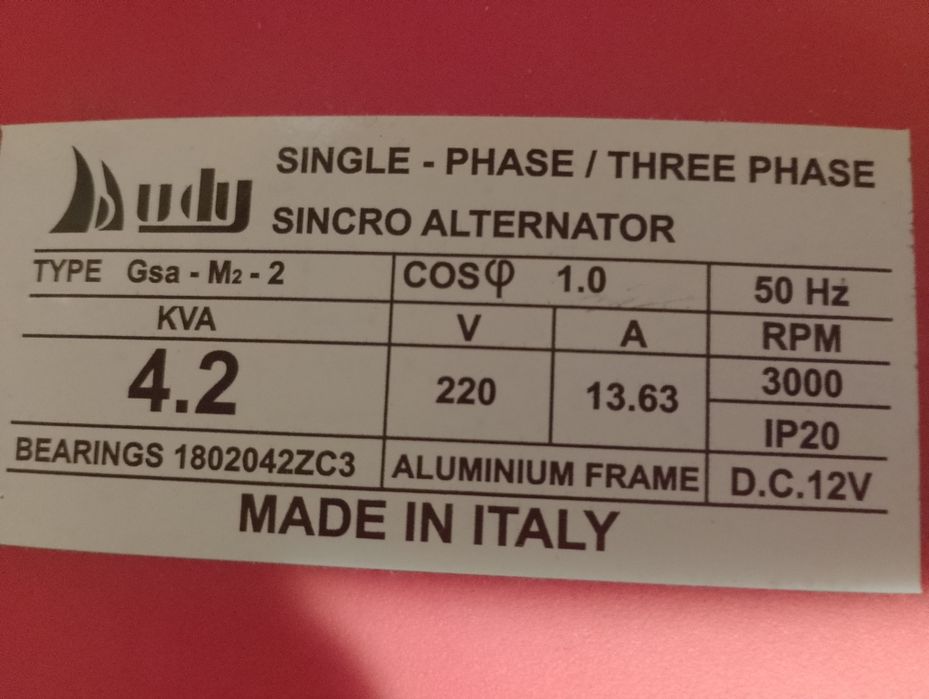 Dudy
SINGLE - PHASE / THREE PHASE
SINCRO ALTERNATOR
TYPE Gsa - M2 - 2
COSφ 1.0
50 Hz
KVA
V
A
RPM
4.2
220
13.63
3000
IP20
BEARINGS 1802042ZC3
ALUMINIUM FRAME
D.C.12V
MADE IN ITALY